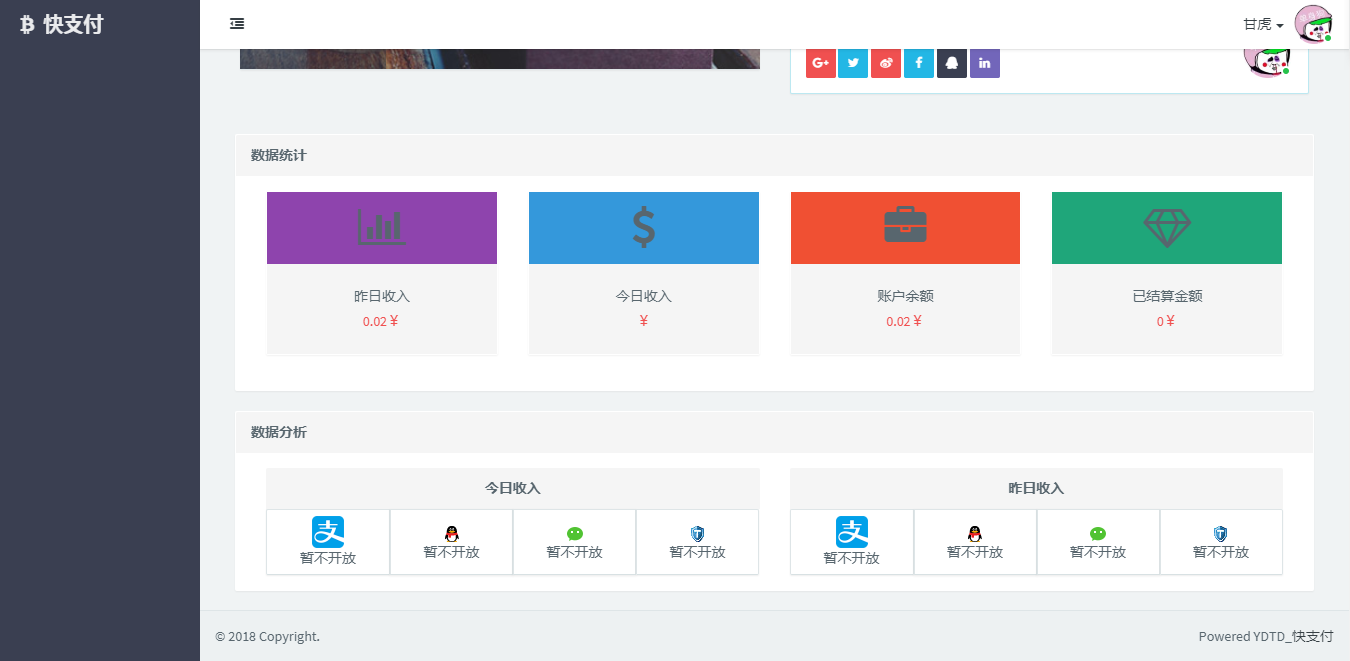 快支付
甘虎
数据统计
昨日收入
0.02 ¥
今日收入
¥
账户余额
0.02 ¥
已结算金额
0 ¥
数据分析
今日收入
暂不开放
暂不开放
暂不开放
暂不开放
昨日收入
暂不开放
暂不开放
暂不开放
暂不开放
© 2018 Copyright.
Powered YDTD_快支付